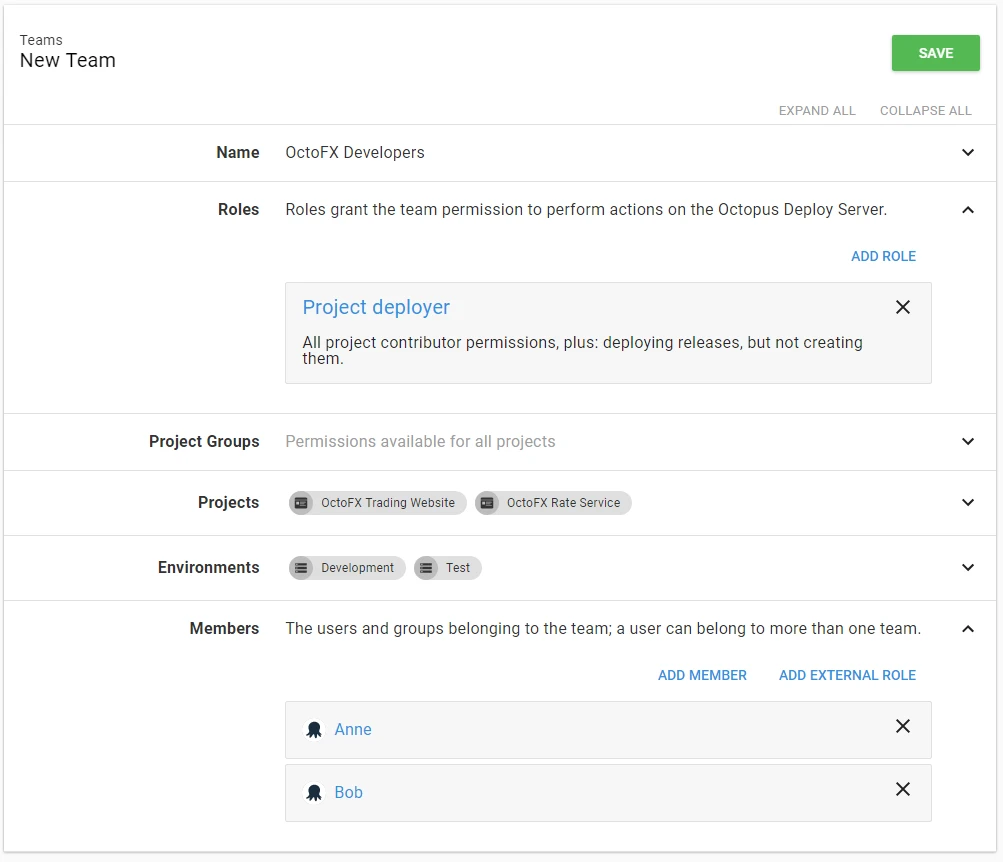 Teams
New Team
SAVE
EXPAND ALL COLLAPSE ALL
Name OctoFX Developers
Roles Roles grant the team permission to perform actions on the Octopus Deploy Server.
ADD ROLE
Project deployer
All project contributor permissions, plus: deploying releases, but not creating
them.
Project Groups Permissions available for all projects
Projects OctoFX Trading Website OctoFX Rate Service
Environments Development Test
Members The users and groups belonging to the team; a user can belong to more than one team.
ADD MEMBER ADD EXTERNAL ROLE
Anne
Bob